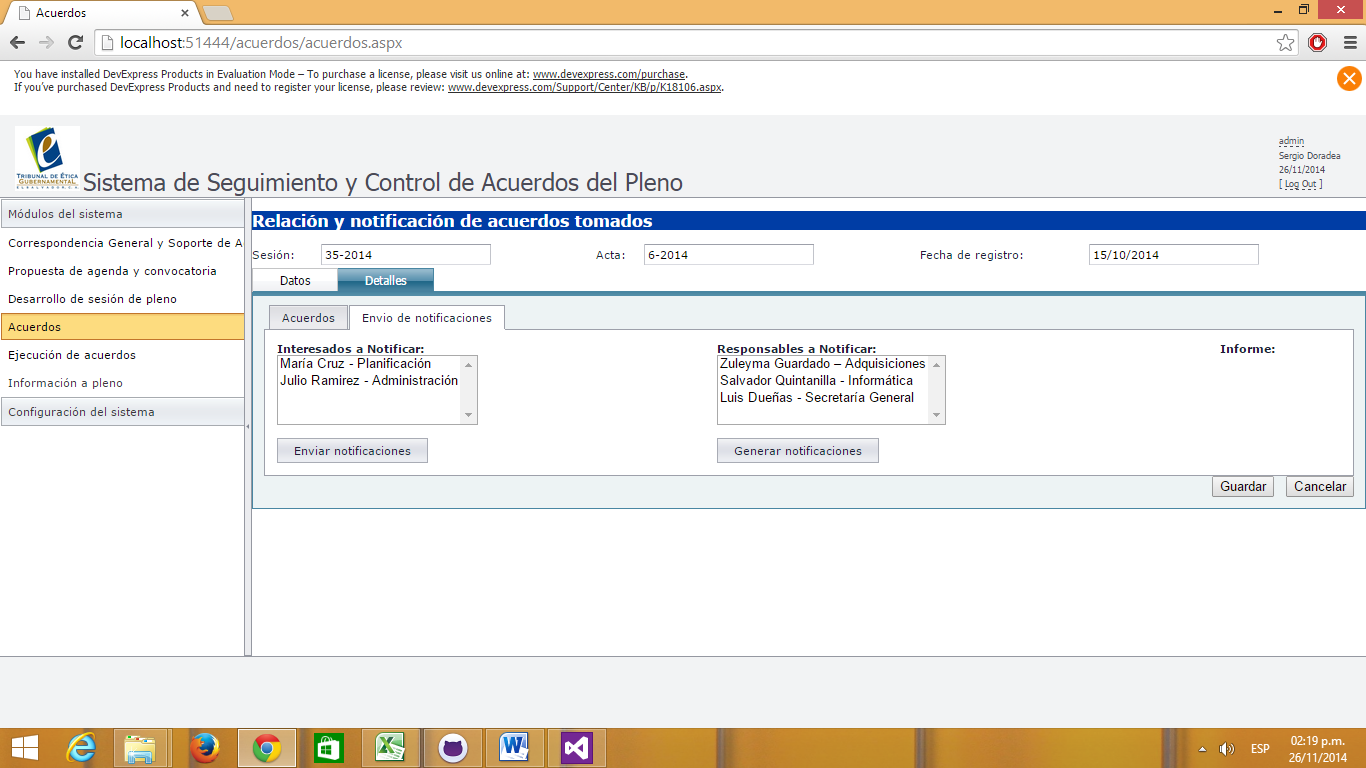 Acuerdos
localhost:51444/acuerdos/acuerdos.aspx
You have installed DevExpress Products in Evaluation Mode – To purchase a license, please visit us online at: www.devexpress.com/purchase.
If you've purchased DevExpress Products and need to register your license, please review: www.devexpress.com/Support/Center/KB/p/K18106.aspx.
TRIBUNAL DE ÉTICA
GUBERNAMENTAL
Sistema de Seguimiento y Control de Acuerdos del Pleno
admin
Sergio Doradea
26/11/2014
[ Log Out ]
Módulos del sistema
Correspondencia General y Soporte de A
Propuesta de agenda y convocatoria
Desarrollo de sesión de pleno
Acuerdos
Ejecución de acuerdos
Información a pleno
Configuración del sistema
Relación y notificación de acuerdos tomados
Sesión: 35-2014 Acta: 6-2014 Fecha de registro: 15/10/2014
Datos Detalles
Acuerdos Envio de notificaciones
Interesados a Notificar: Responsables a Notificar: Informe:
María Cruz - Planificación
Julio Ramirez - Administración
Zuleyma Guardado – Adquisiciones
Salvador Quintanilla - Informática
Luis Dueñas - Secretaría General
Enviar notificaciones Generar notificaciones
Guardar Cancelar
ESP
02:19 p.m.
26/11/2014